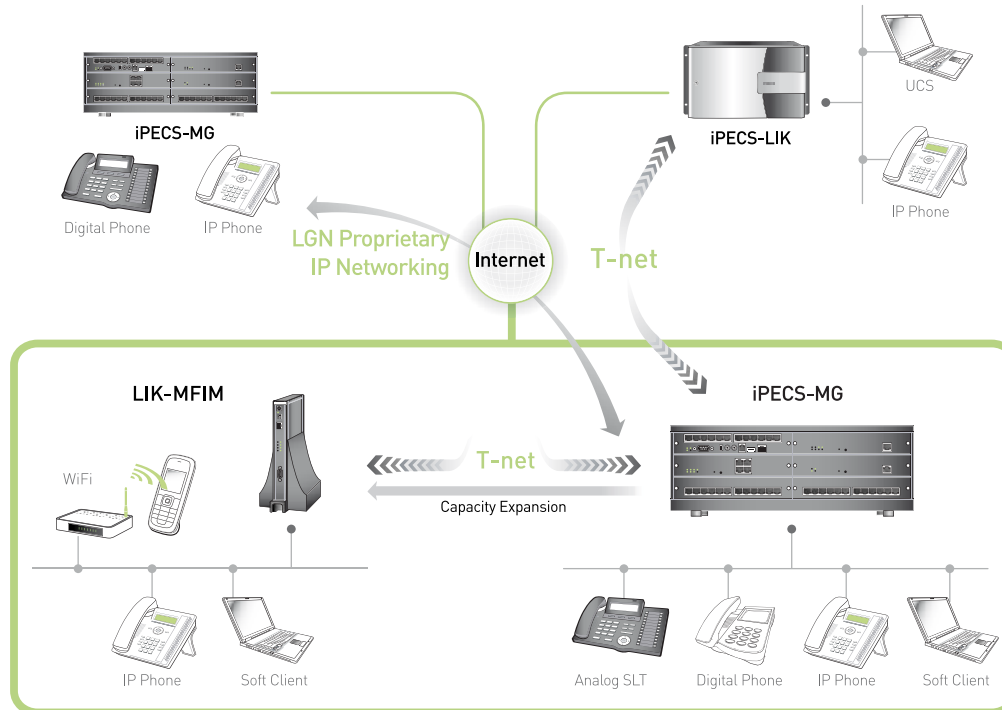 iPECS-MG
Digital Phone
IP Phone
LGN Proprietary
IP Networking
Internet
T-net
iPECS-LIK
UCS
IP Phone
LIK-MFIM
WiFi
IP Phone
Soft Client
T-net
Capacity Expansion
iPECS-MG
Analog SLT
Digital Phone
IP Phone
Soft Client